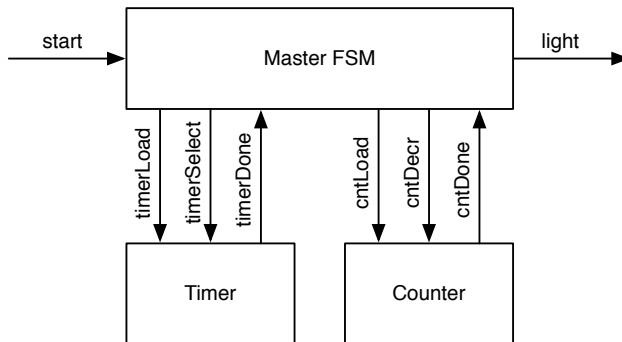 start
Master FSM
light
timerLoad
timerSelect
timerDone
cntLoad
cntDecr
cntDone
Timer
Counter